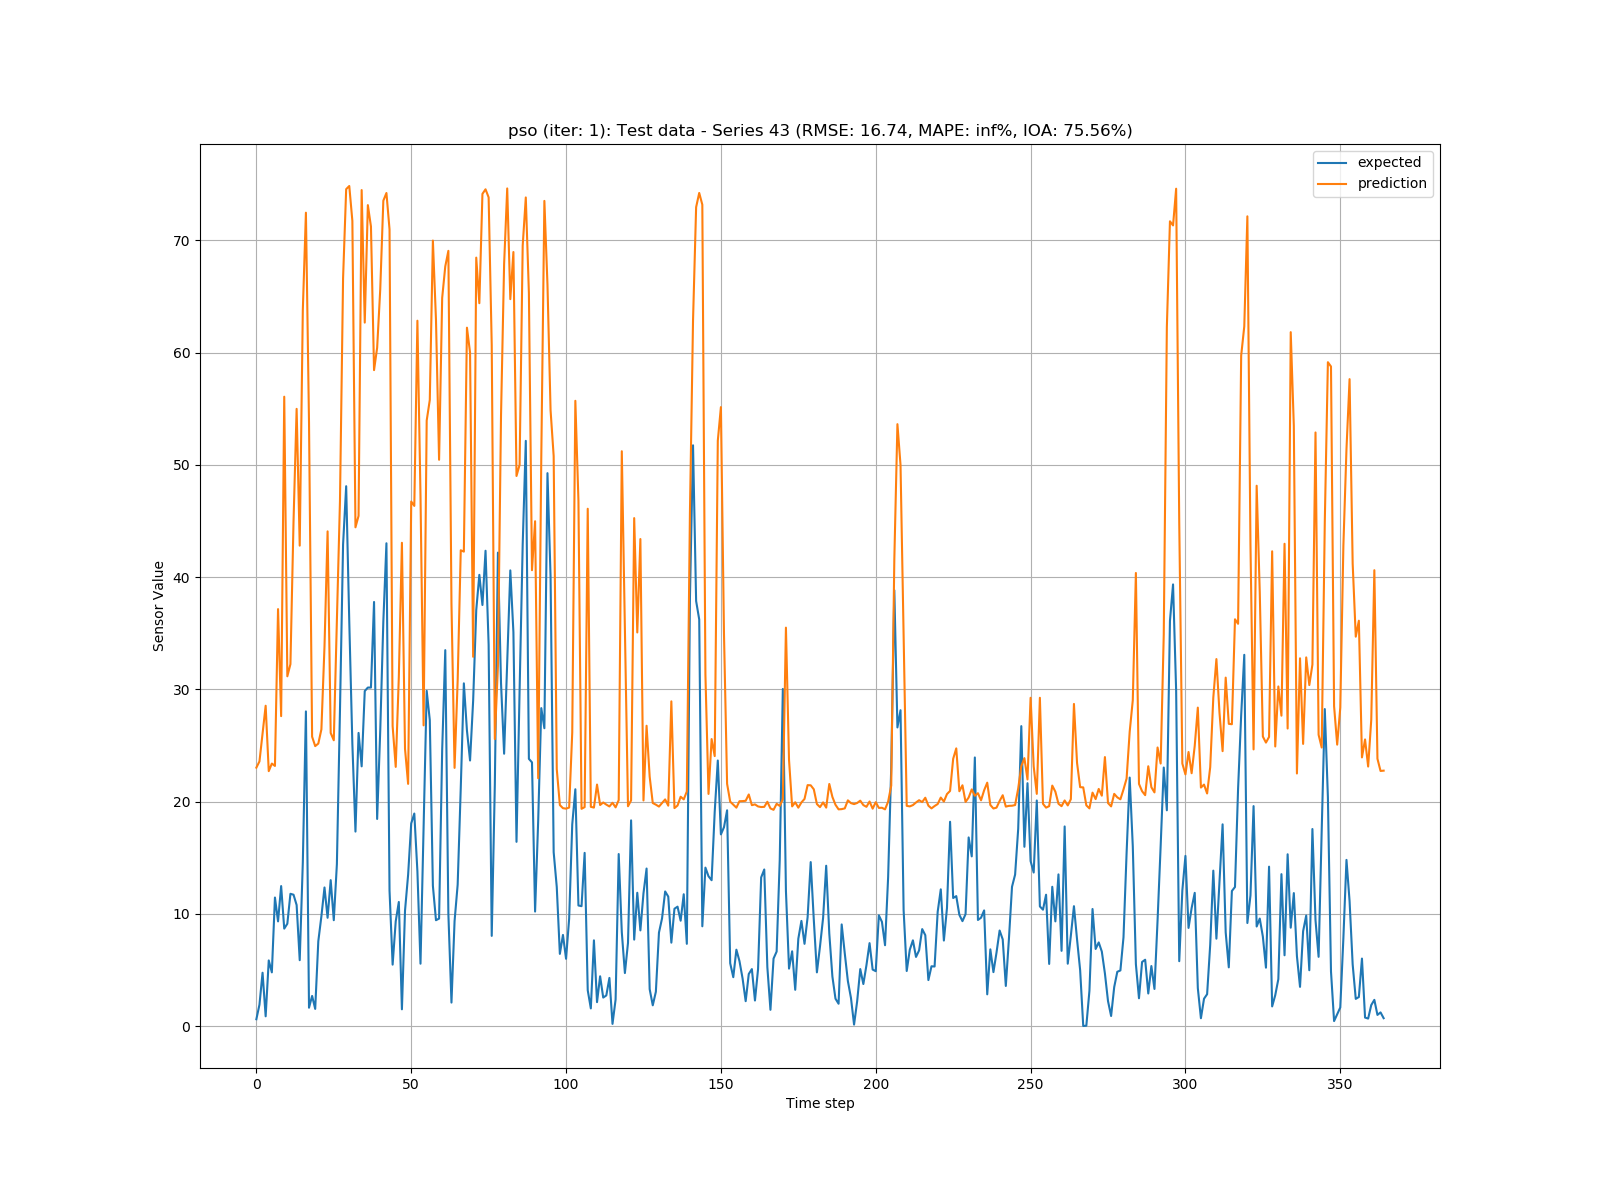 pso (iter: 1): Test data - Series 43 (RMSE: 16.74, MAPE: inf%, IOA: 75.56%)
expected
prediction
70
60
50
40
30
20
10
0
Sensor Value
0 50 100 150 200 250 300 350
Time step